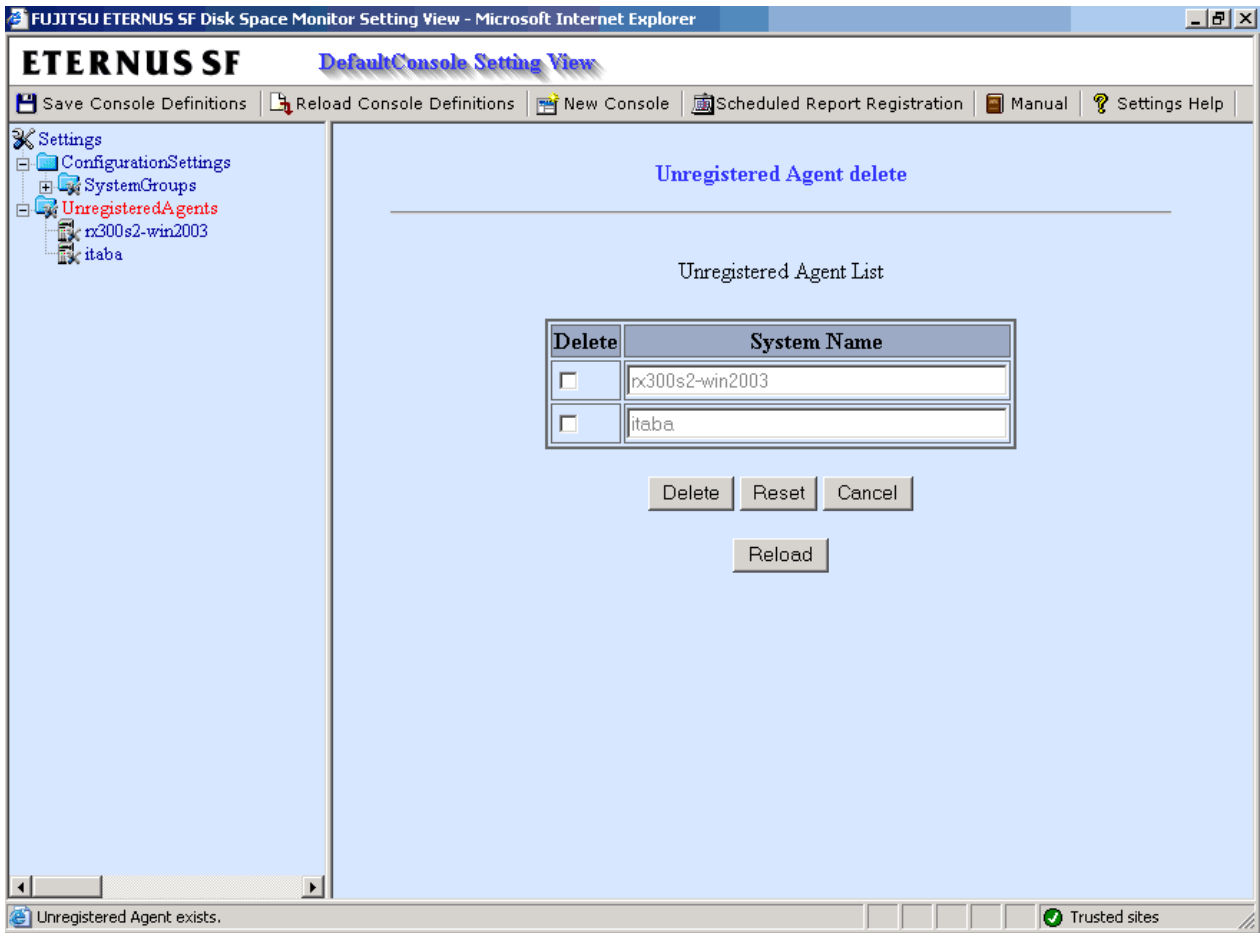 FUJITSU ETERNUS SF Disk Space Monitor Setting View - Microsoft Internet Explorer
ETERNUS SF DefaultConsole Setting View
Save Console Definitions Reload Console Definitions New Console Scheduled Report Registration Manual Settings Help
Settings
ConfigurationSettings
SystemGroups
UnregisteredAgents
rx300s2-win2003
itaba
Unregistered Agent delete
Unregistered Agent List
Delete System Name
rx300s2-win2003
itaba
Delete Reset Cancel
Reload
Unregistered Agent exists. Trusted sites